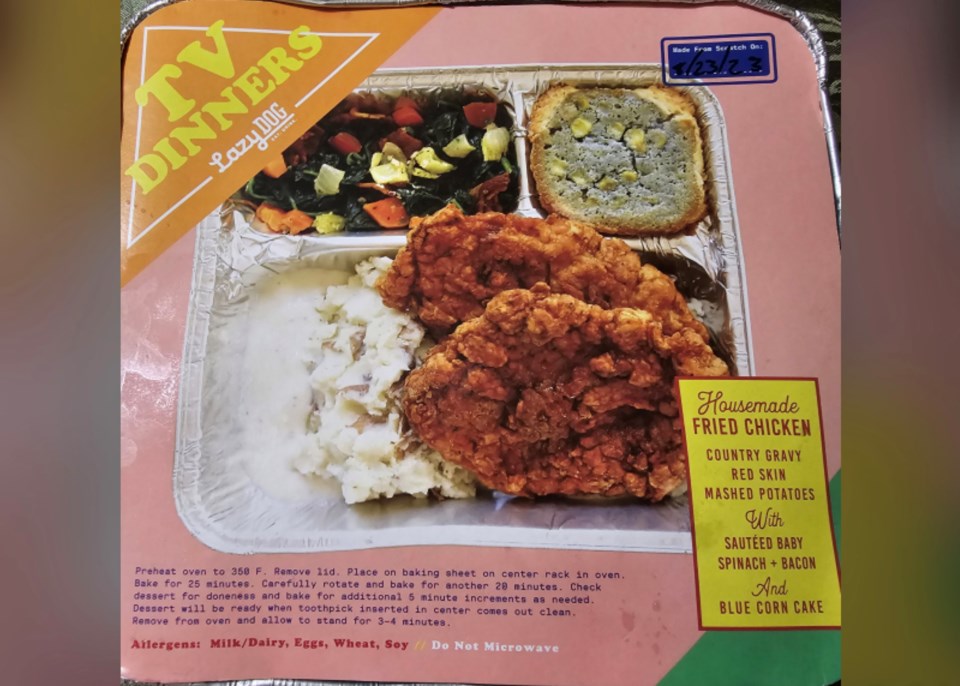 TV
DINNERS
Lazy DOG
Made From Scratch On:
8/23/23
Housemade
FRIED CHICKEN
COUNTRY GRAVY
RED SKIN
MASHED POTATOES
With
SAUTÉED BABY
SPINACH + BACON
And
BLUE CORN CAKE
Preheat oven to 350 F. Remove lid. Place on baking sheet on center rack in oven.
Bake for 25 minutes. Carefully rotate and bake for another 20 minutes. Check
dessert for doneness and bake for additional 5 minute increments as needed.
Dessert will be ready when toothpick inserted in center comes out clean.
Remove from oven and allow to stand for 3-4 minutes.
Allergens: Milk/Dairy, Eggs, Wheat, Soy // Do Not Microwave